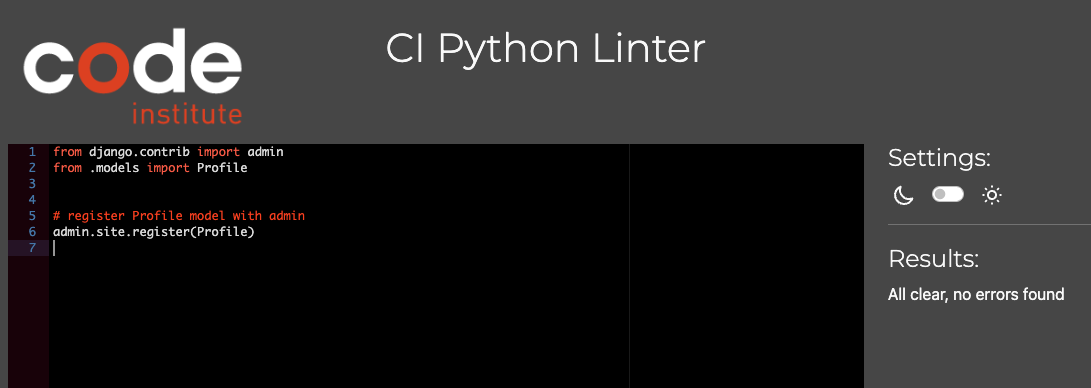 code
institute
CI Python Linter
1 from django.contrib import admin
2 from .models import Profile
3
4
5 # register Profile model with admin
6 admin.site.register(Profile)
7
Settings:
Results:
All clear, no errors found